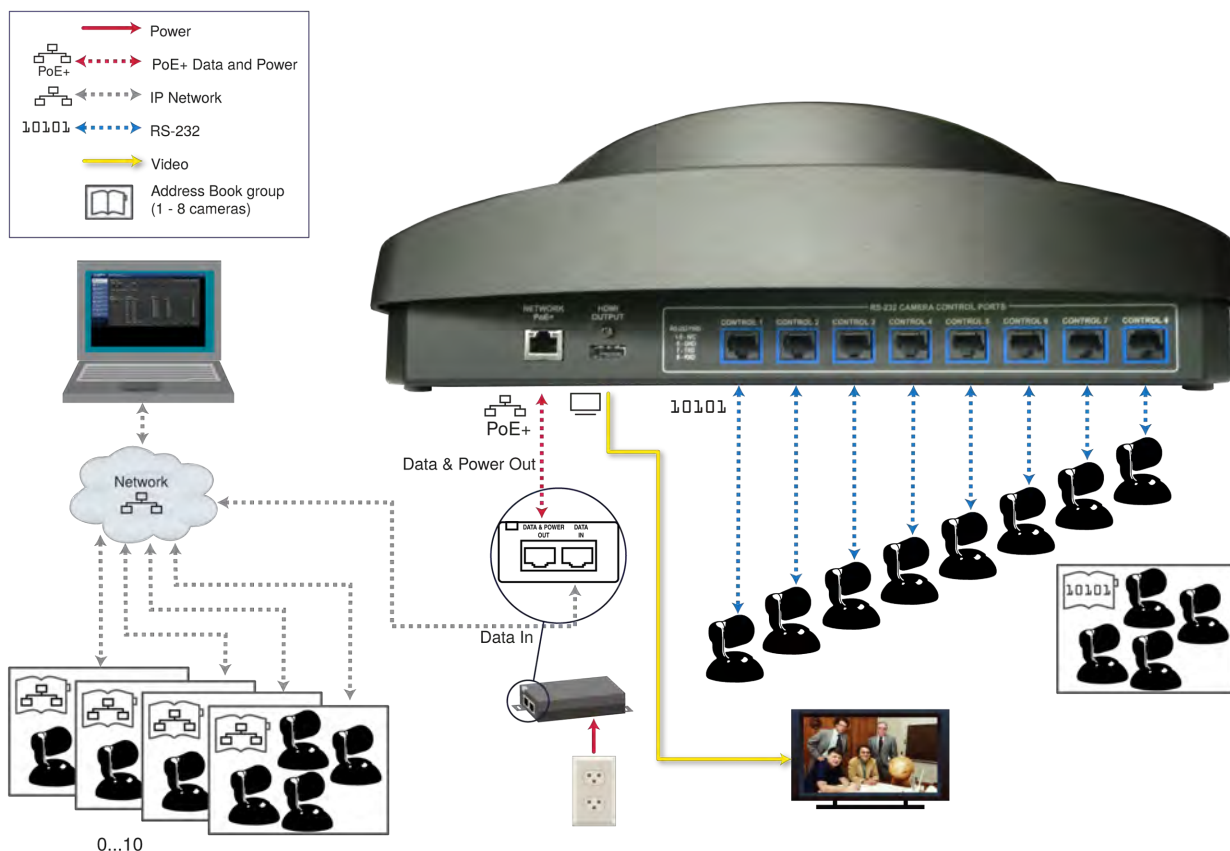 Power
PoE+
PoE+ Data and Power
IP Network
10101
RS-232
Video
Address Book group
(1 - 8 cameras)
NETWORK
PoE+
HDMI
OUTPUT
RS-232 CAMERA CONTROL PORTS
CONTROL 1
CONTROL 2
CONTROL 3
CONTROL 4
CONTROL 5
CONTROL 6
CONTROL 7
CONTROL 8
PoE+
10101
Data & Power Out
Network
DATA & POWER
OUT
DATA
IN
10101
Data In
0...10